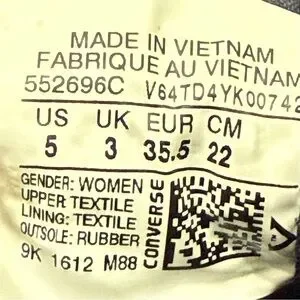 MADE IN VIETNAM
FABRIQUE AU VIETNAM
552696C V64TD4YK00742
US UK EUR CM
5 3 35.5 22
GENDER: WOMEN
UPPER: TEXTILE
LINING: TEXTILE
OUTSOLE: RUBBER
9K 1612 M88
CONVERSE